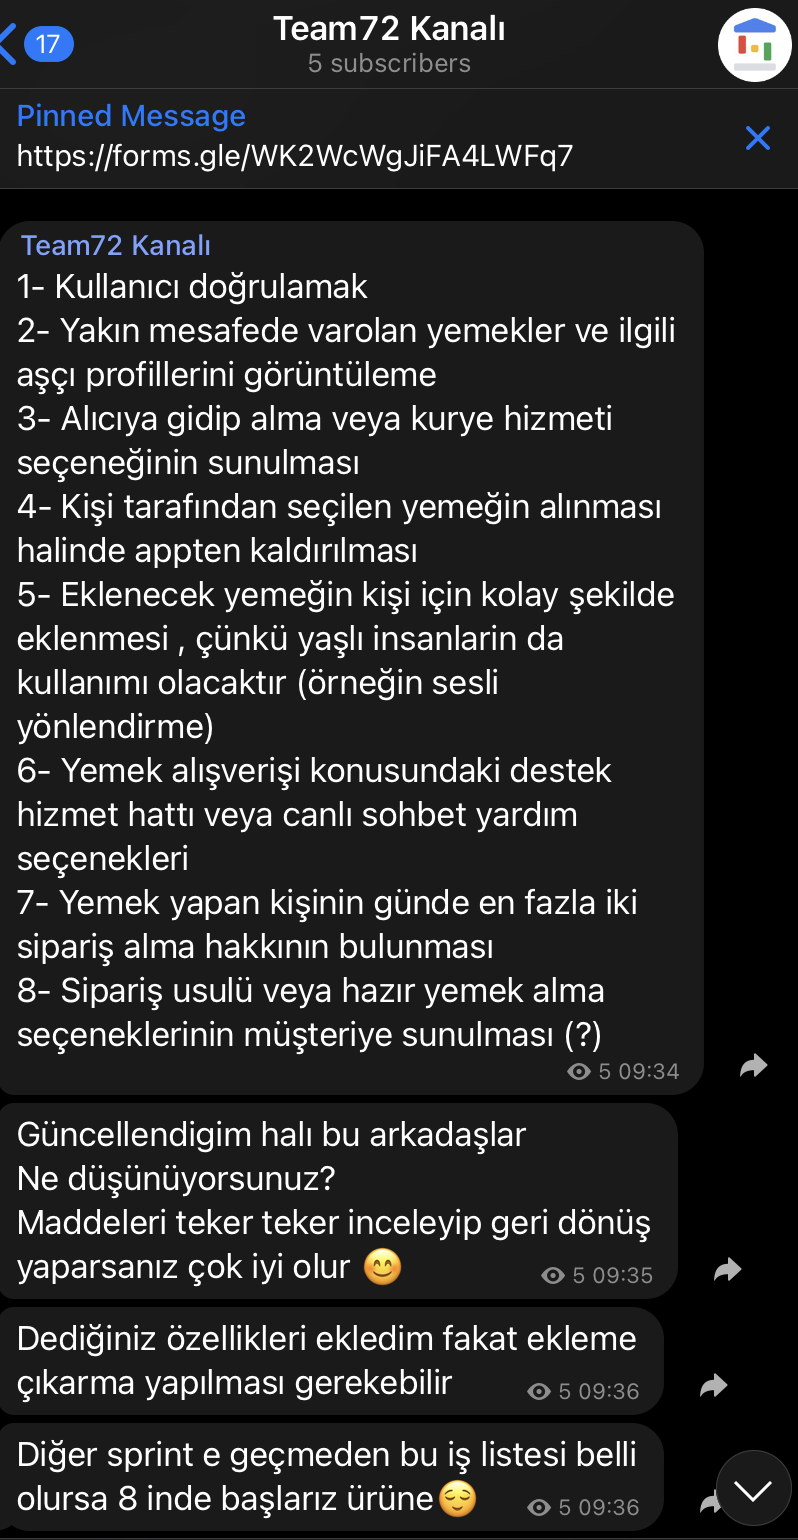 17
Team72 Kanalı
5 subscribers
Pinned Message
https://forms.gle/WK2WcWgJiFA4LWFq7
Team72 Kanalı
1- Kullanıcı doğrulamak
2- Yakın mesafede varolan yemekler ve ilgili
aşçı profillerini görüntüleme
3- Alıcıya gidip alma veya kurye hizmeti
seçeneğinin sunulması
4- Kişi tarafından seçilen yemeğin alınması
halinde appten kaldırılması
5- Eklenecek yemeğin kişi için kolay şekilde
eklenmesi , çünkü yaşlı insanlarin da
kullanımı olacaktır (örneğin sesli
yönlendirme)
6- Yemek alışverişi konusundaki destek
hizmet hattı veya canlı sohbet yardım
seçenekleri
7- Yemek yapan kişinin günde en fazla iki
sipariş alma hakkının bulunması
8- Sipariş usulü veya hazır yemek alma
seçeneklerinin müşteriye sunulması (?)
5 09:34
Güncellendigim halı bu arkadaşlar
Ne düşünüyorsunuz?
Maddeleri teker teker inceleyip geri dönüş
yaparsanız çok iyi olur 😊
5 09:35
Dediğiniz özellikleri ekledim fakat ekleme
çıkarma yapılması gerekebilir
5 09:36
Diğer sprint e geçmeden bu iş listesi belli
olursa 8 inde başlarız ürüne😌
5 09:36